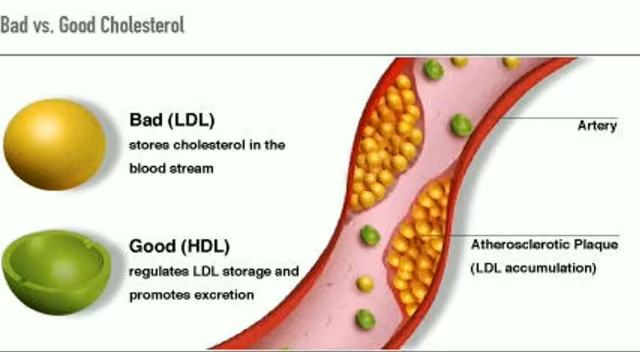 Bad vs. Good Cholesterol
Bad (LDL)
stores cholesterol in the
blood stream
Good (HDL)
regulates LDL storage and
promotes excretion
Artery
Atherosclerotic Plaque
(LDL accumulation)